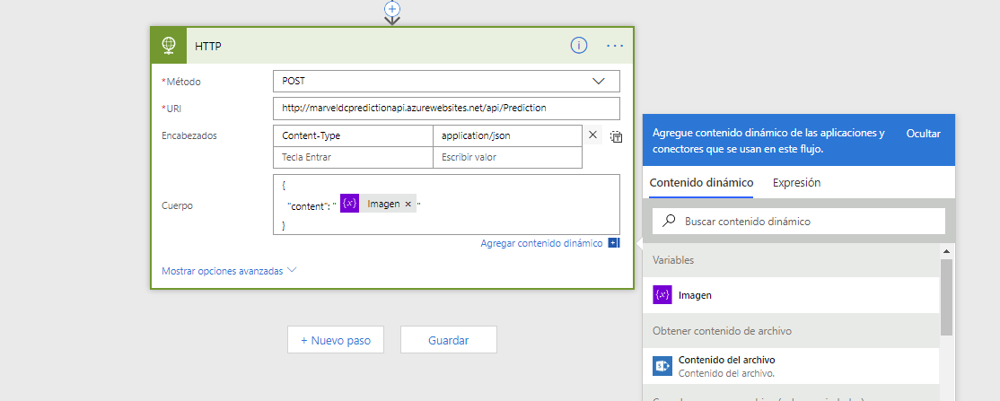 HTTP
*Método
POST
*URI
http://marveldcpredictionapi.azurewebsites.net/api/Prediction
Encabezados
Content-Type
application/json
Tecla Entrar
Escribir valor
Cuerpo
{
"content": " {x} Imagen × "
}
Agregar contenido dinámico
Mostrar opciones avanzadas
+ Nuevo paso
Guardar
Agregue contenido dinámico de las aplicaciones y
conectores que se usan en este flujo.
Ocultar
Contenido dinámico
Expresión
Buscar contenido dinámico
Variables
{x} Imagen
Obtener contenido de archivo
Contenido del archivo
Contenido del archivo.